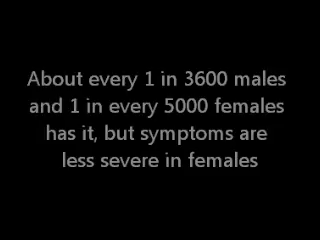 About every 1 in 3600 males
and 1 in every 5000 females
has it, but symptoms are
less severe in females